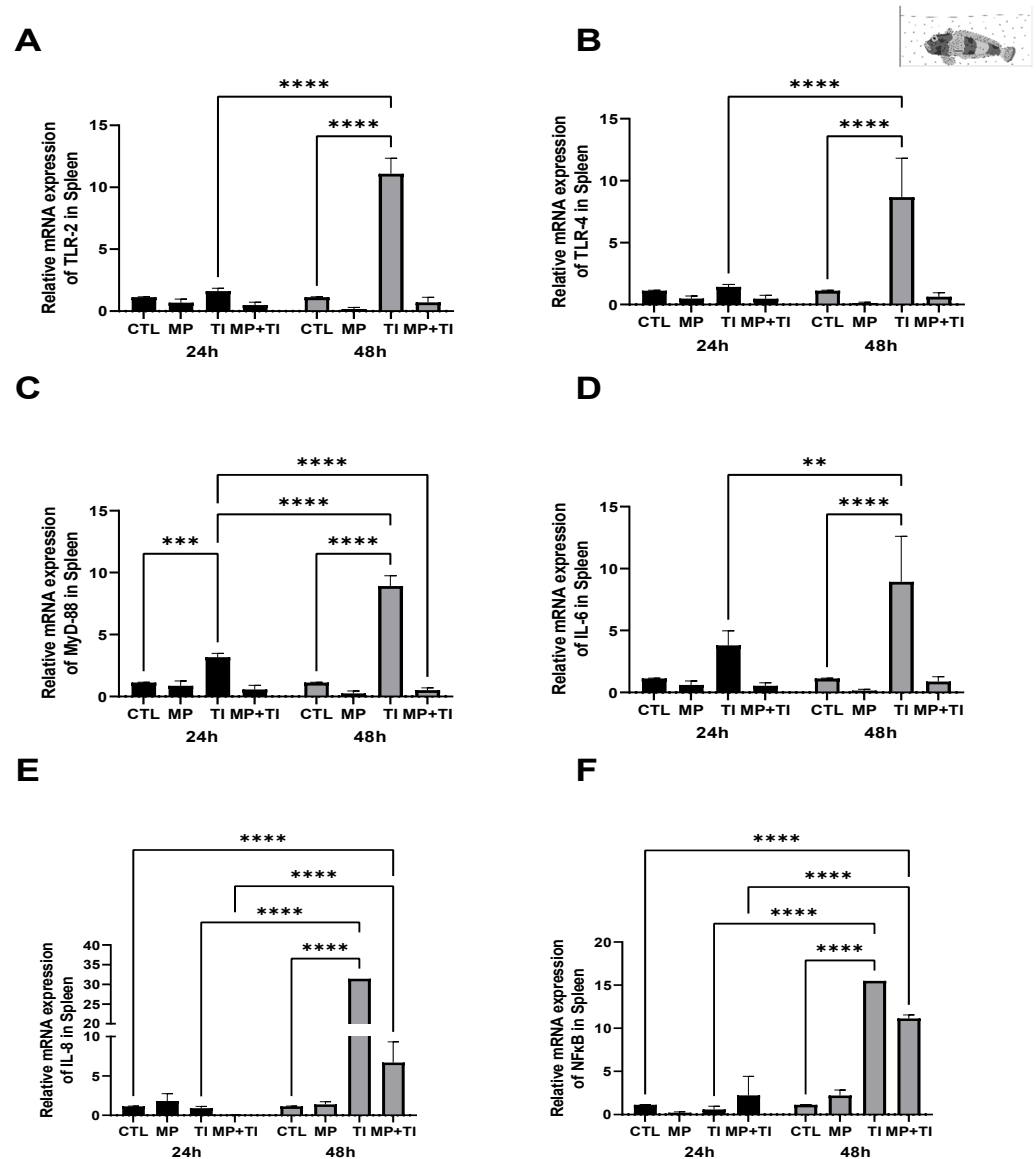 A
****
****
Relative mRNA expression
of TLR-2 in Spleen
15
10
5
0
CTL MP TI MP+TI CTL MP TI MP+TI
24h 48h
B
****
****
Relative mRNA expression
of TLR-4 in Spleen
15
10
5
0
CTL MP TI MP+TI CTL MP TI MP+TI
24h 48h
C
****
****
*** ****
Relative mRNA expression
of MyD-88 in Spleen
15
10
5
0
CTL MP TI MP+TI CTL MP TI MP+TI
24h 48h
D
**
****
Relative mRNA expression
of IL-6 in Spleen
15
10
5
0
CTL MP TI MP+TI CTL MP TI MP+TI
24h 48h
E
****
****
****
****
Relative mRNA expression
of IL-8 in Spleen
40
35
30
25
20
10
5
0
CTL MP TI MP+TI CTL MP TI MP+TI
24h 48h
F
****
****
****
****
Relative mRNA expression
of NFκB in Spleen
20
15
10
5
0
CTL MP TI MP+TI CTL MP TI MP+TI
24h 48h